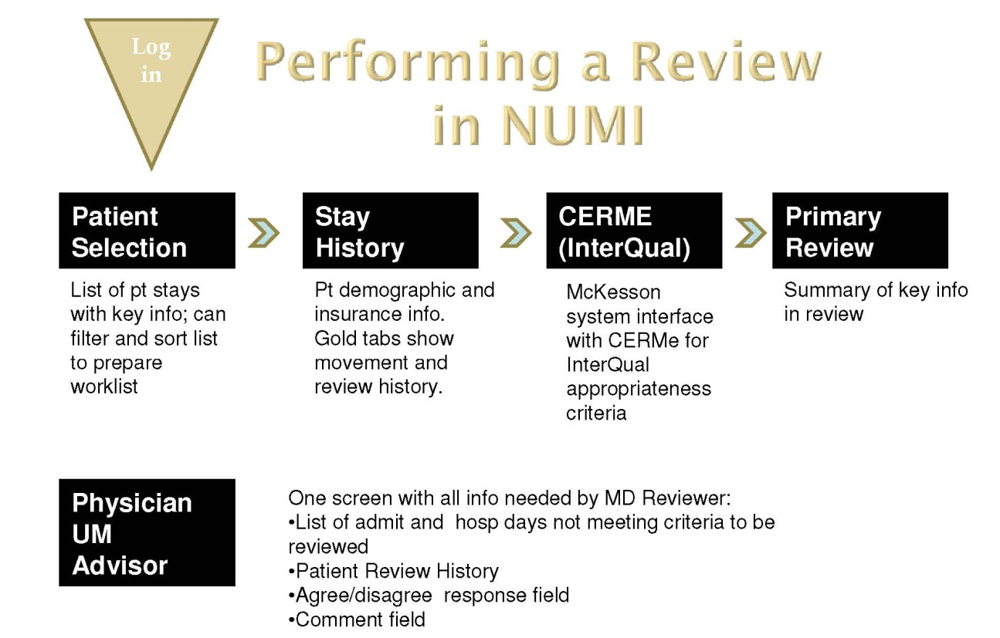 Log
in
Performing a Review
in NUMI
Patient
Selection
List of pt stays
with key info; can
filter and sort list
to prepare
worklist
Stay
History
Pt demographic and
insurance info.
Gold tabs show
movement and
review history.
CERME
(InterQual)
McKesson
system interface
with CERMe for
InterQual
appropriateness
criteria
Primary
Review
Summary of key info
in review
Physician
UM
Advisor
One screen with all info needed by MD Reviewer:
•List of admit and  hosp days not meeting criteria to be
reviewed
•Patient Review History
•Agree/disagree  response field
•Comment field